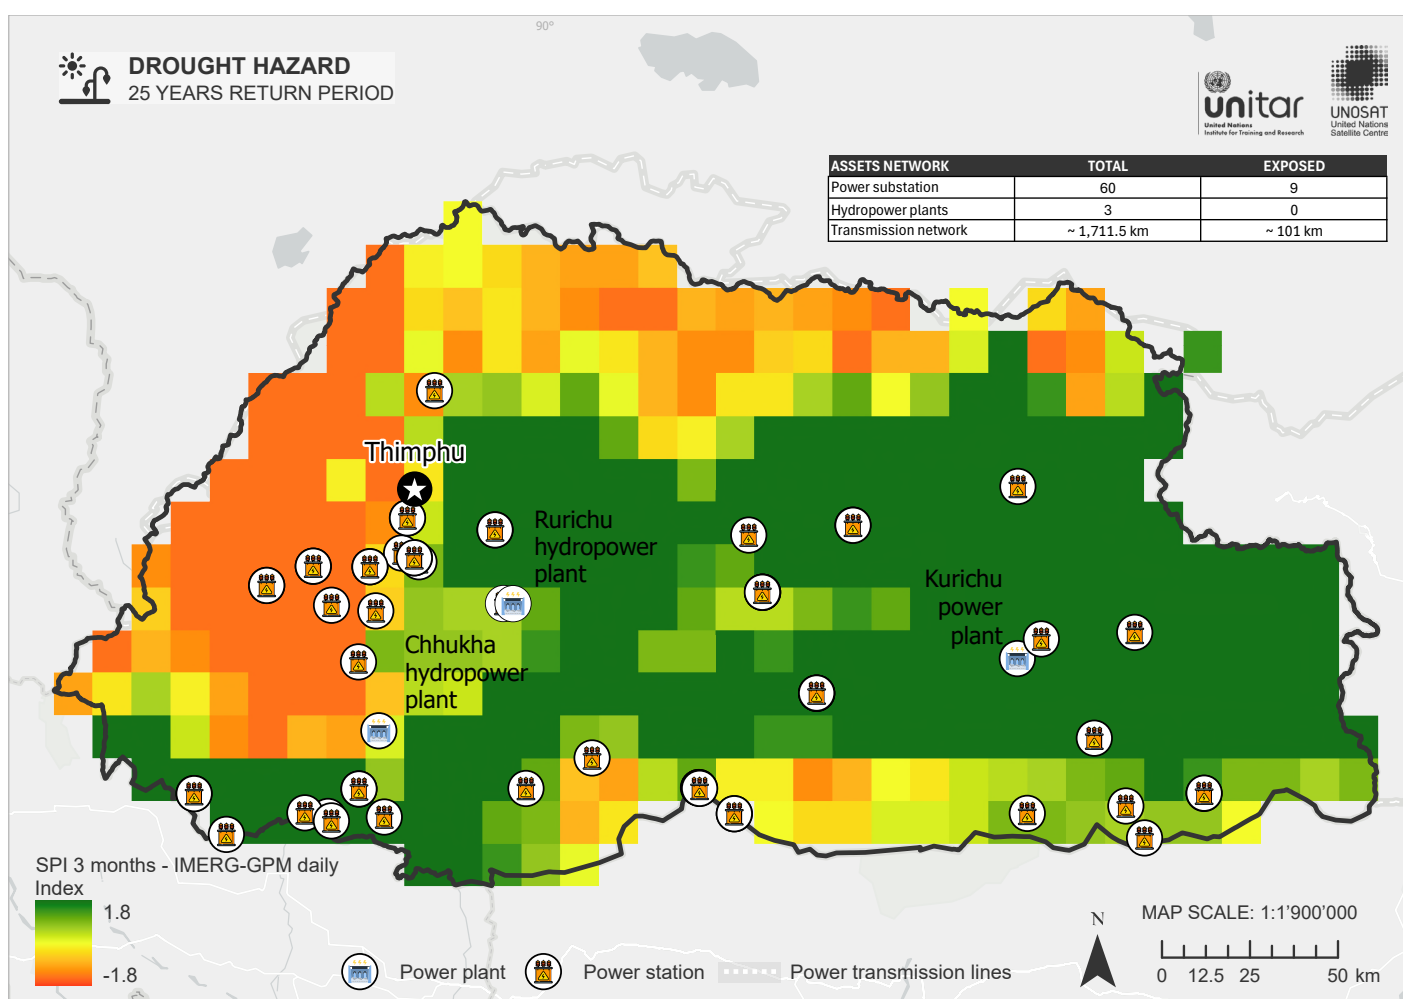 90°
DROUGHT HAZARD
25 YEARS RETURN PERIOD
unitar
United Nations
Institute for Training and Research
UNOSAT
United Nations
Satellite Centre
ASSETS NETWORK TOTAL EXPOSED
Power substation 60 9
Hydropower plants 3 0
Transmission network ~ 1,711.5 km ~ 101 km
Thimphu
Rurichu
hydropower
plant
Kurichu
power
plant
Chhukha
hydropower
plant
SPI 3 months - IMERG-GPM daily
Index
1.8
-1.8
Power plant
Power station
Power transmission lines
N
MAP SCALE: 1:1'900'000
0 12.5 25 50 km